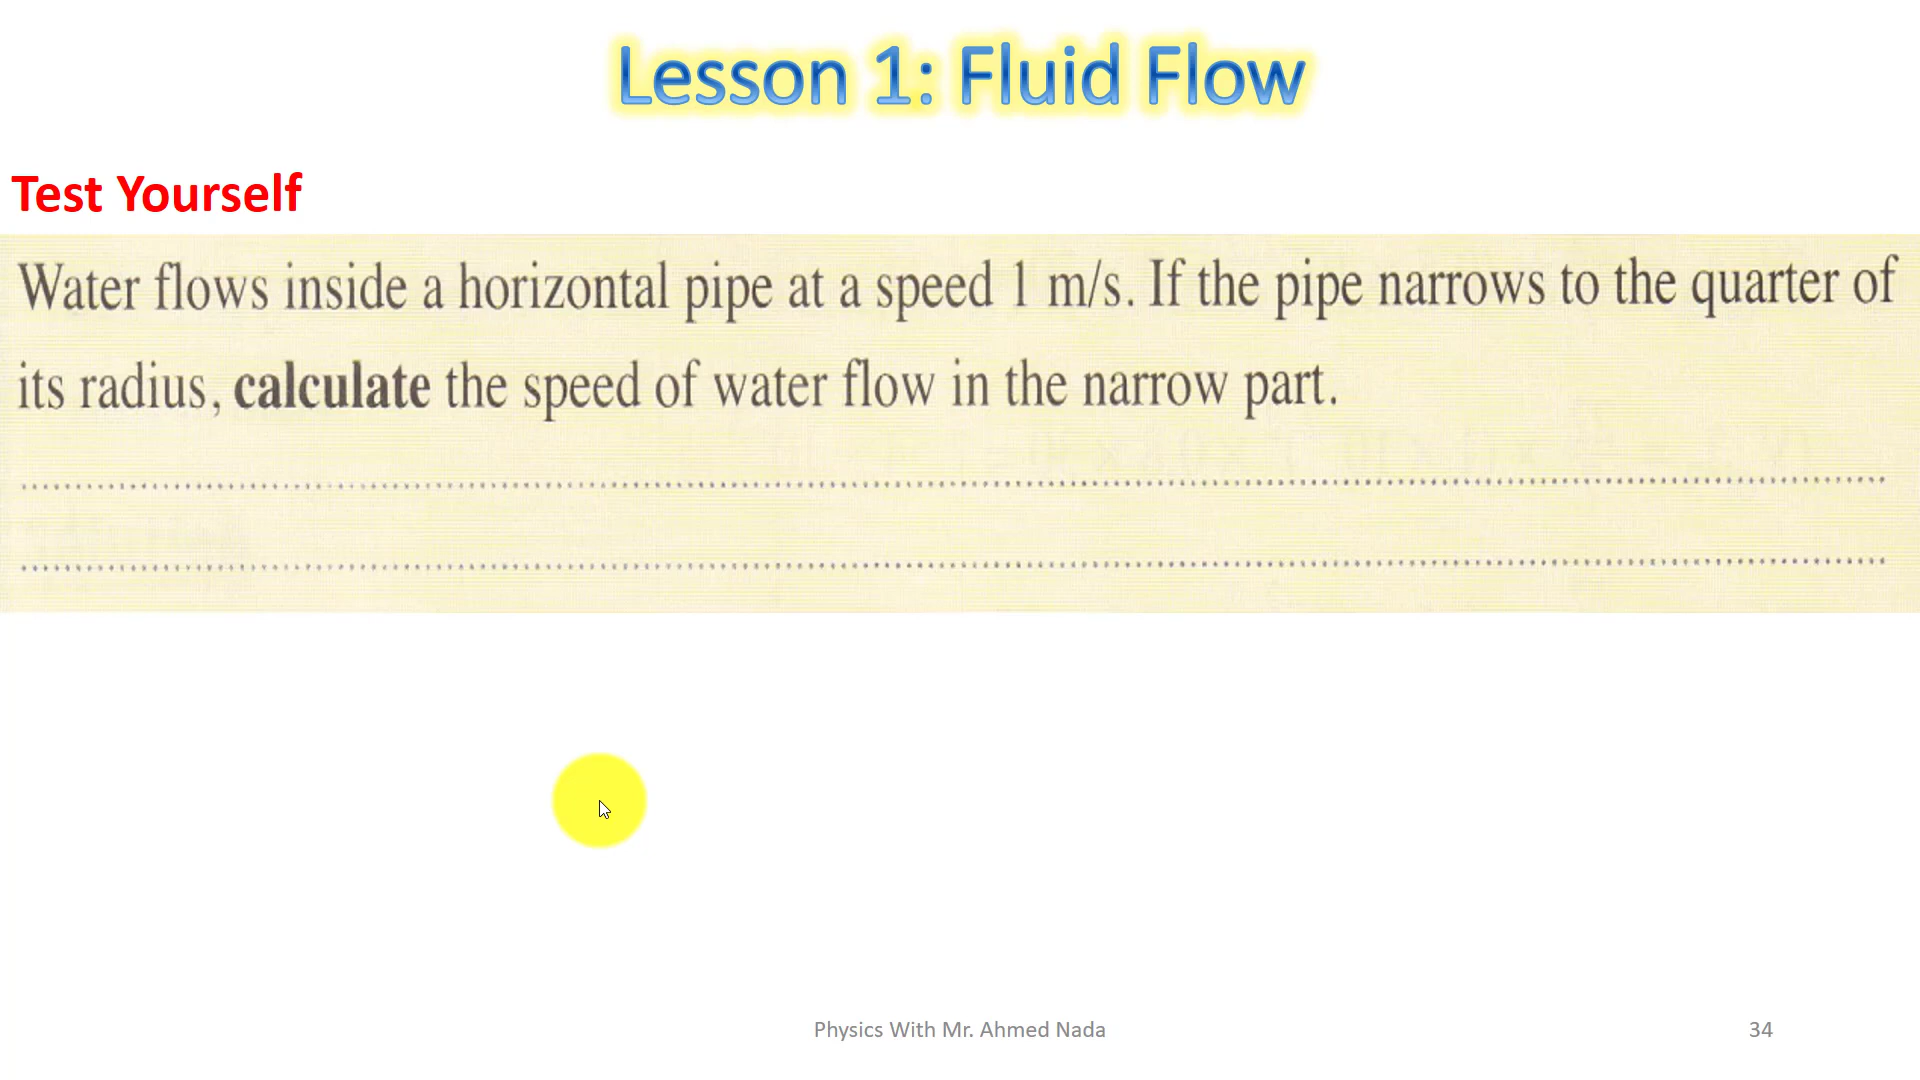 Lesson 1: Fluid Flow
Test Yourself
Water flows inside a horizontal pipe at a speed 1 m/s. If the pipe narrows to the quarter of
its radius, calculate the speed of water flow in the narrow part.
Physics With Mr. Ahmed Nada
34